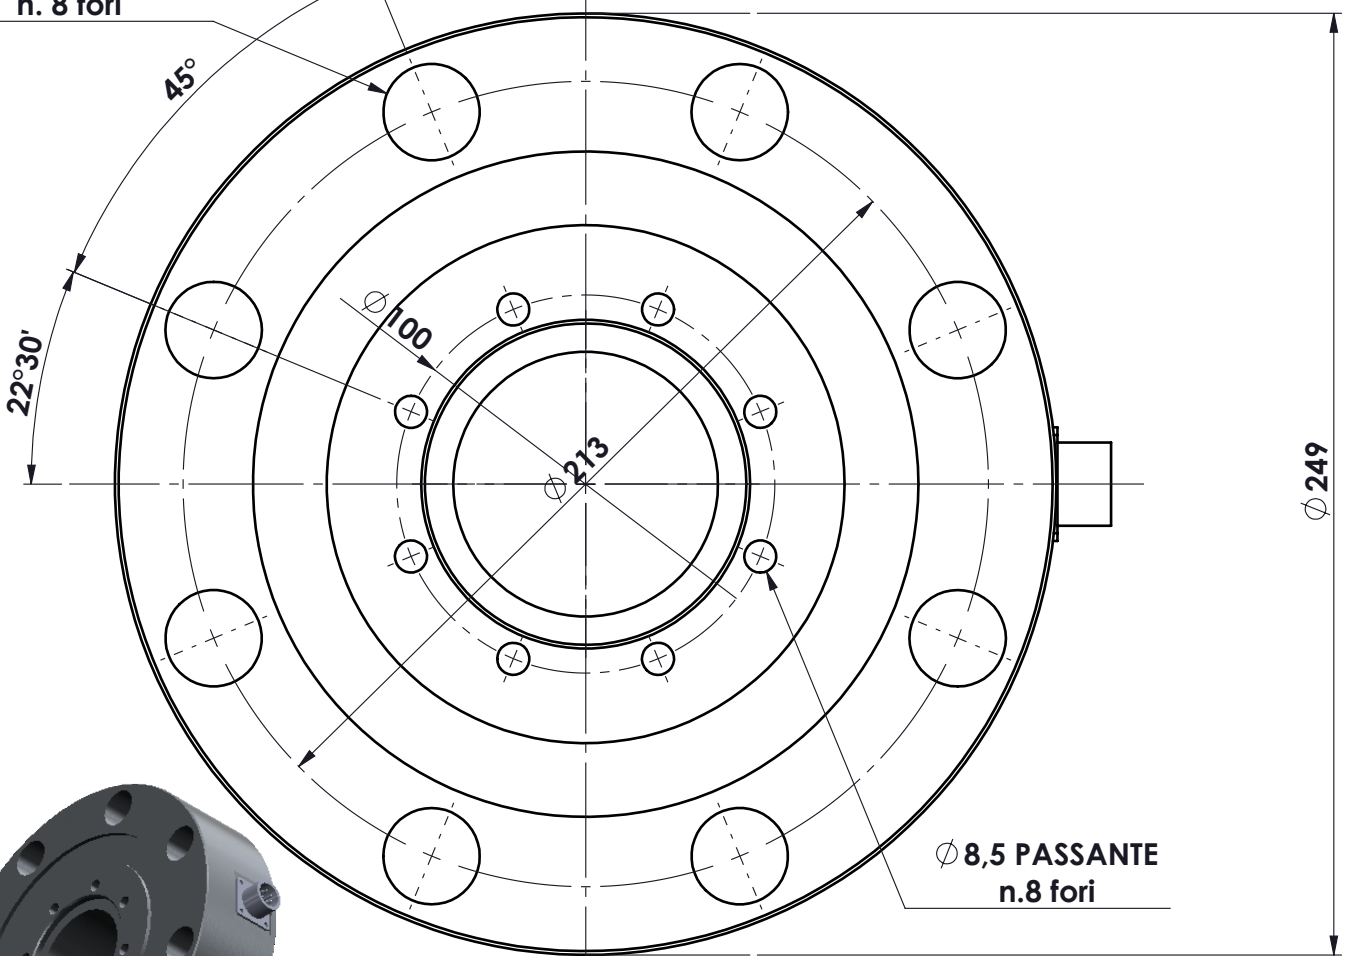 n. 8 fori
45°
22°30'
Ø 100
Ø 213
Ø 249
Ø 8,5 PASSANTE
n.8 fori